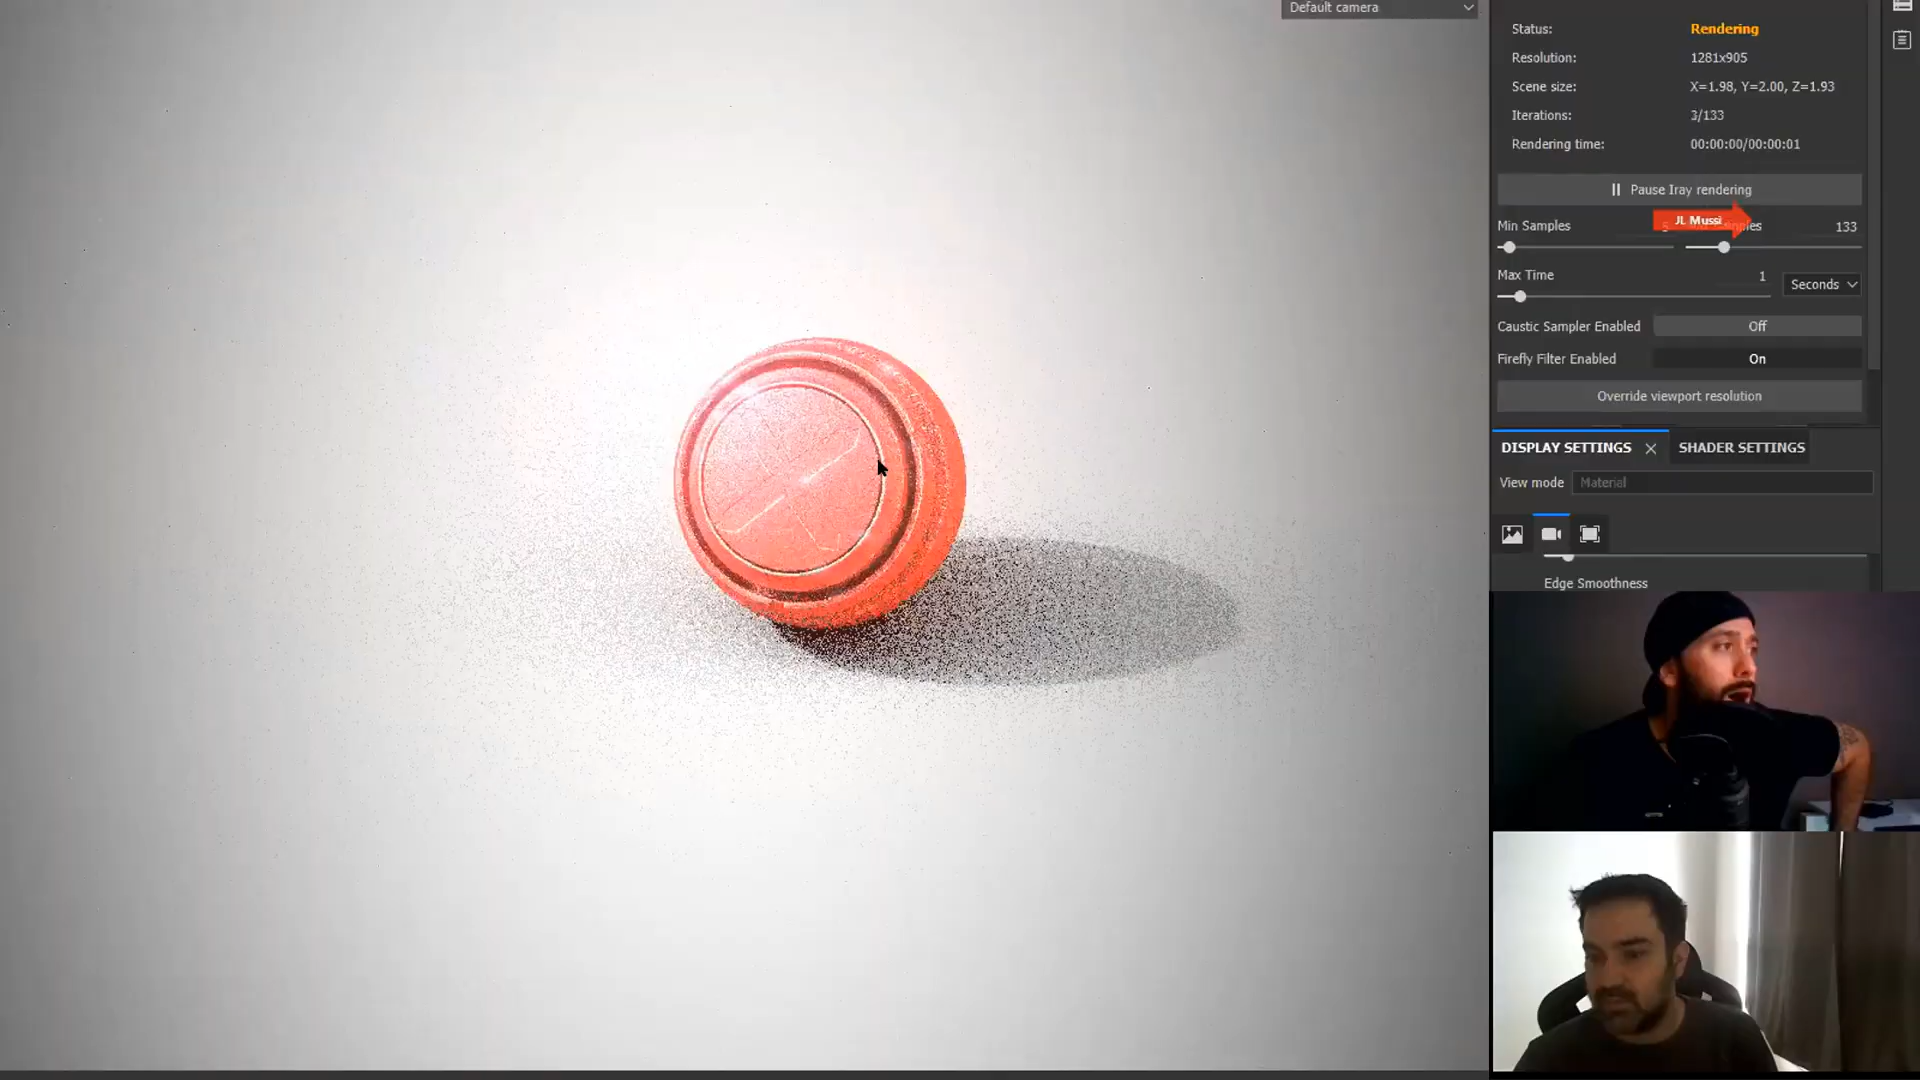 Default camera
Status: Rendering
Resolution: 1281x905
Scene size: X=1.98, Y=2.00, Z=1.93
Iterations: 3/133
Rendering time: 00:00:00/00:00:01
Pause Iray rendering
JL Mussi
Min Samples 133
Max Time 1 Seconds
Caustic Sampler Enabled Off
Firefly Filter Enabled On
Override viewport resolution
DISPLAY SETTINGS SHADER SETTINGS
View mode Material
Edge Smoothness